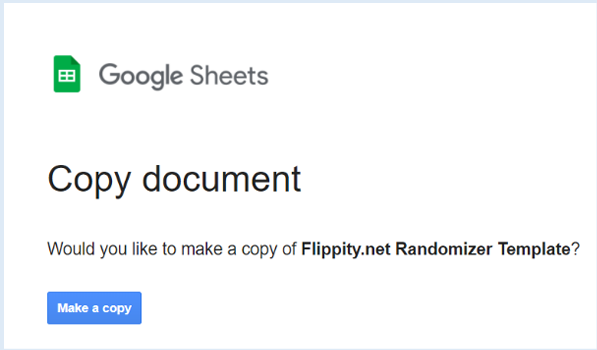 Google Sheets
Copy document
Would you like to make a copy of Flippity.net Randomizer Template?
Make a copy